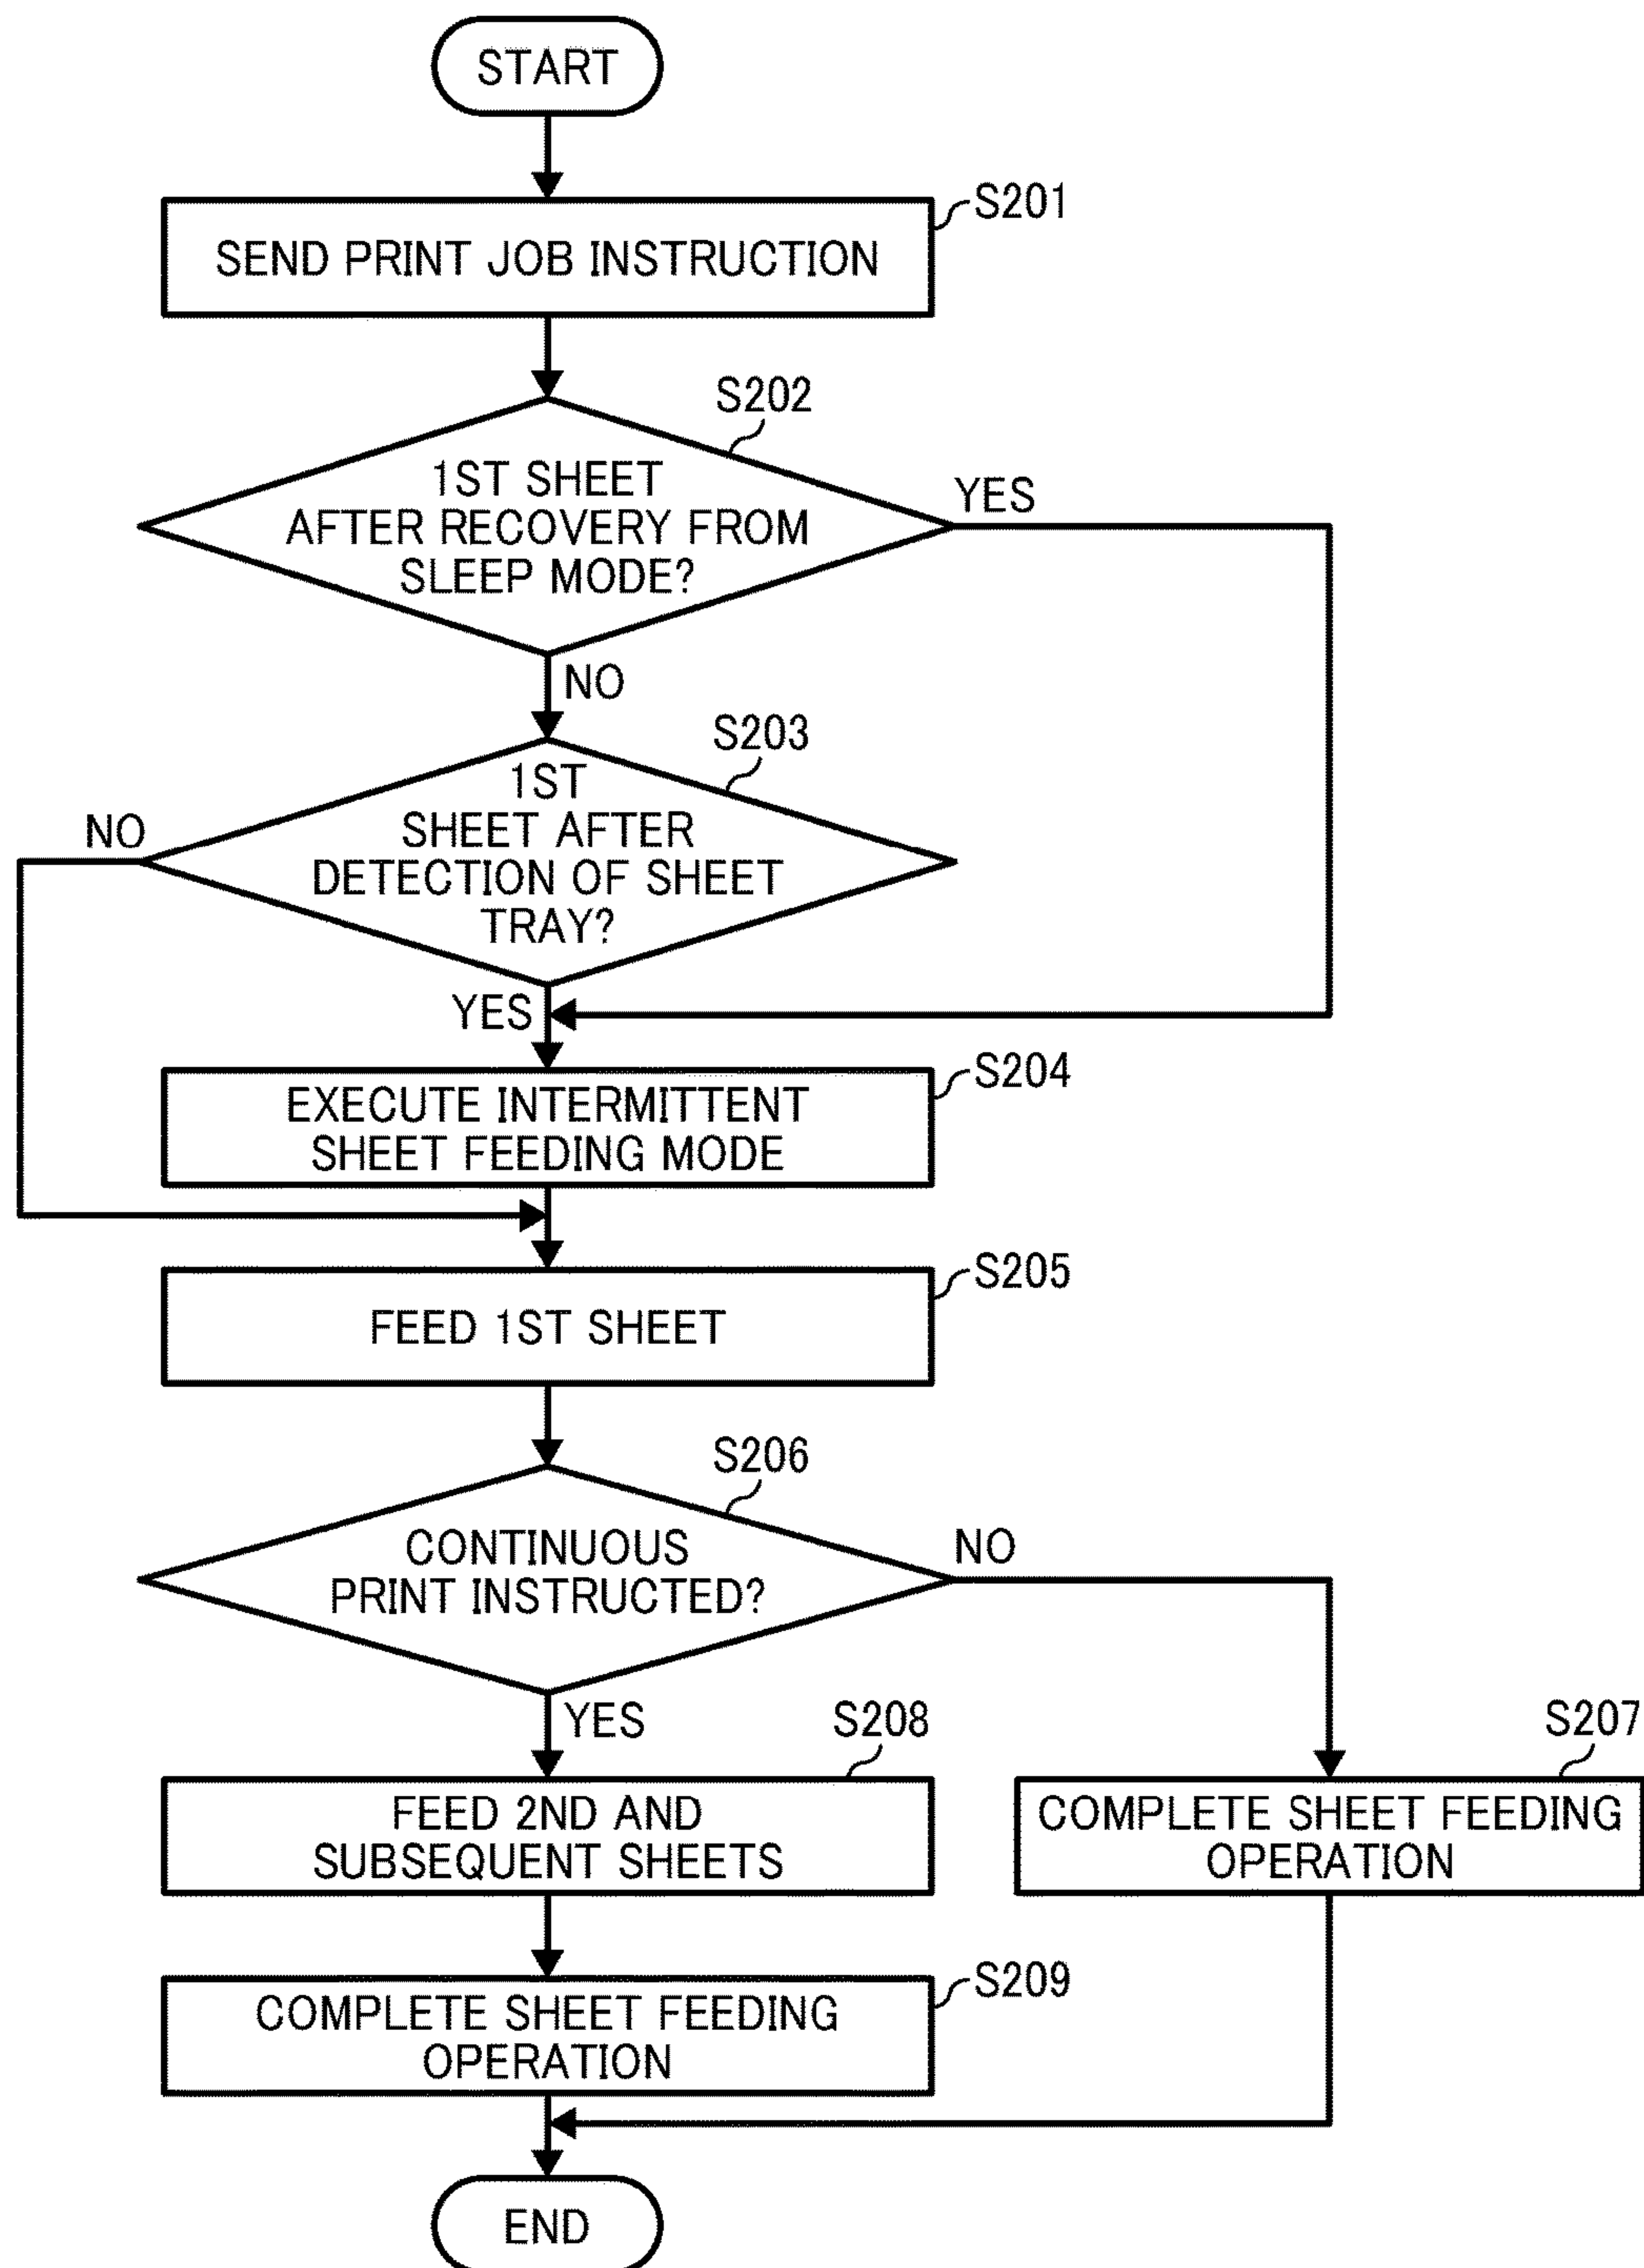 START
S201
SEND PRINT JOB INSTRUCTION
S202
1ST SHEET
AFTER RECOVERY FROM
SLEEP MODE?
YES
NO
S203
1ST
SHEET AFTER
DETECTION OF SHEET
TRAY?
NO
YES
S204
EXECUTE INTERMITTENT
SHEET FEEDING MODE
S205
FEED 1ST SHEET
S206
CONTINUOUS
PRINT INSTRUCTED?
NO
YES
S208
FEED 2ND AND
SUBSEQUENT SHEETS
S207
COMPLETE SHEET FEEDING
OPERATION
S209
COMPLETE SHEET FEEDING
OPERATION
END